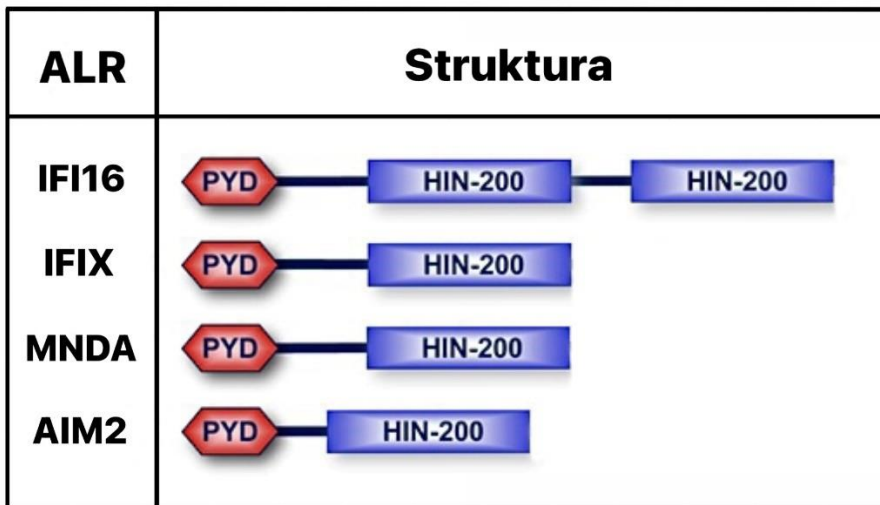 ALR Struktura
IFI16 PYD HIN-200 HIN-200
IFIX PYD HIN-200
MNDA PYD HIN-200
AIM2 PYD HIN-200